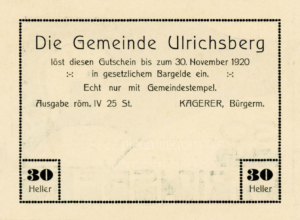 Die Gemeinde Ulrichsberg
löst diesen Gutschein bis zum 30. November 1920
in gesetzlichem Bargelde ein.
Echt nur mit Gemeindestempel.
Ausgabe röm. IV 25 St. KAGERER, Bürgerm.
30 30
Heller Heller